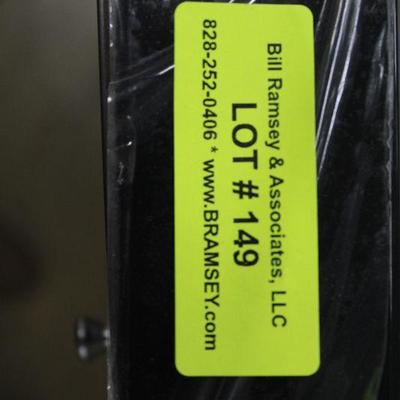 Bill Ramsey & Associates, LLC
LOT # 149
828-252-0406 * www.BRAMSEY.com